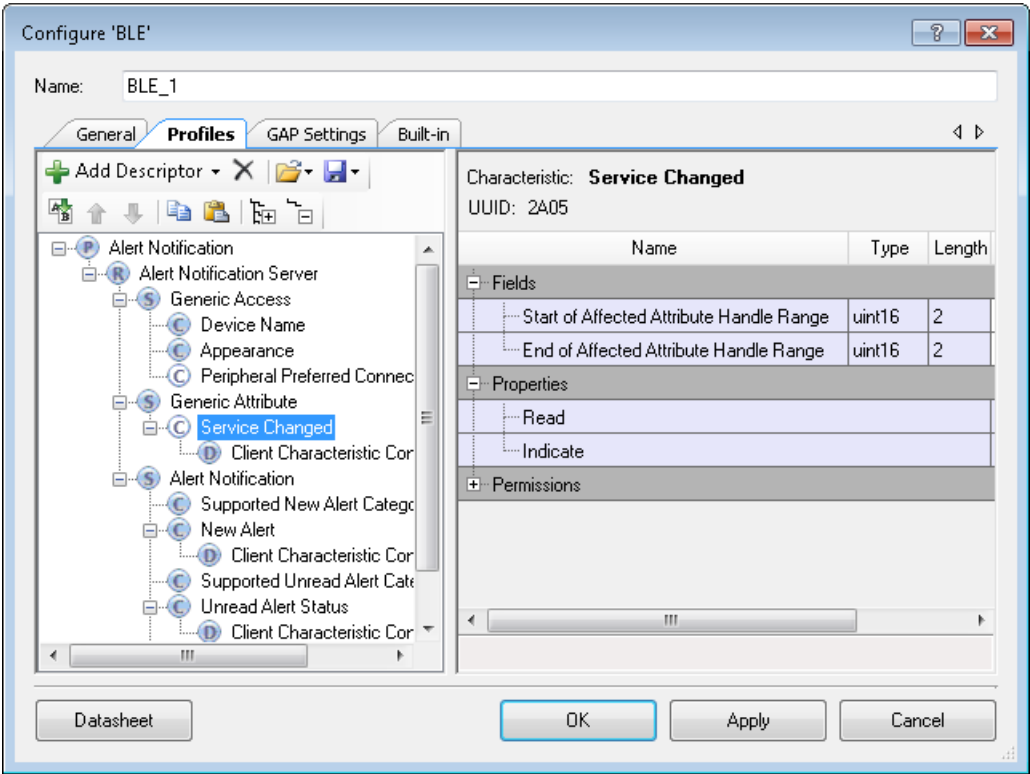 Configure 'BLE'
Name: BLE_1
General Profiles GAP Settings Built-in
Add Descriptor
Characteristic: Service Changed
UUID: 2A05
Name Type Length
Fields
Start of Affected Attribute Handle Range uint16 2
End of Affected Attribute Handle Range uint16 2
Properties
Read
Indicate
Permissions
P Alert Notification
R Alert Notification Server
S Generic Access
C Device Name
C Appearance
C Peripheral Preferred Connec
S Generic Attribute
C Service Changed
D Client Characteristic Cor
S Alert Notification
C Supported New Alert Catego
C New Alert
D Client Characteristic Cor
C Supported Unread Alert Cate
C Unread Alert Status
D Client Characteristic Cor
Datasheet OK Apply Cancel